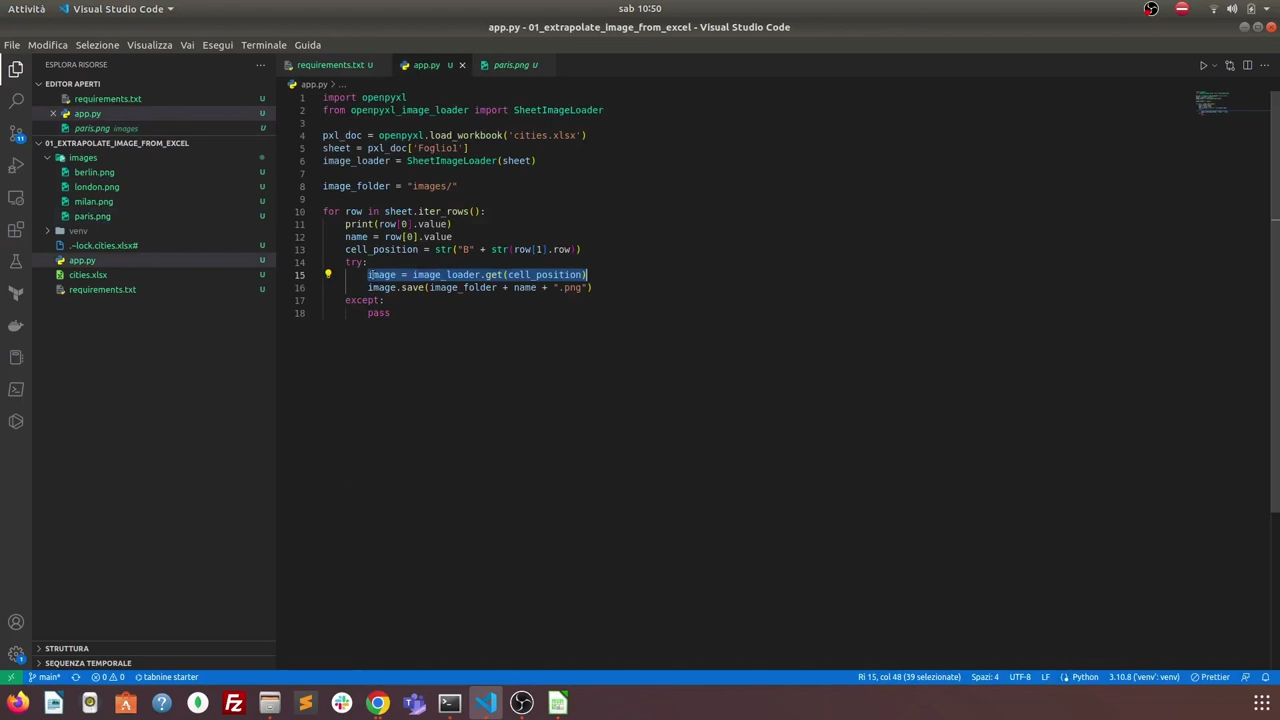 Attività
Visual Studio Code
sab 10:50
app.py - 01_extrapolate_image_from_excel - Visual Studio Code
File Modifica Selezione Visualizza Vai Esegui Terminale Guida
ESPLORA RISORSE
EDITOR APERTI
requirements.txt U
app.py U
paris.png images U
01_EXTRAPOLATE_IMAGE_FROM_EXCEL
images
berlin.png U
london.png U
milan.png U
paris.png U
venv
.~lock.cities.xlsx# U
app.py U
cities.xlsx U
requirements.txt U
STRUTTURA
SEQUENZA TEMPORALE
11
1
requirements.txt U
app.py U
paris.png U
app.py > ...
1 import openpyxl
2 from openpyxl_image_loader import SheetImageLoader
3
4 pxl_doc = openpyxl.load_workbook('cities.xlsx')
5 sheet = pxl_doc['Foglio1']
6 image_loader = SheetImageLoader(sheet)
7
8 image_folder = "images/"
9
10 for row in sheet.iter_rows():
11 print(row[0].value)
12 name = row[0].value
13 cell_position = str("B" + str(row[1].row))
14 try:
15 image = image_loader.get(cell_position)
16 image.save(image_folder + name + ".png")
17 except:
18 pass
main* 0 0 tabnine starter
Ri 15, col 48 (39 selezionate) Spazi: 4 UTF-8 LF Python 3.10.8 ('venv': venv) Prettier